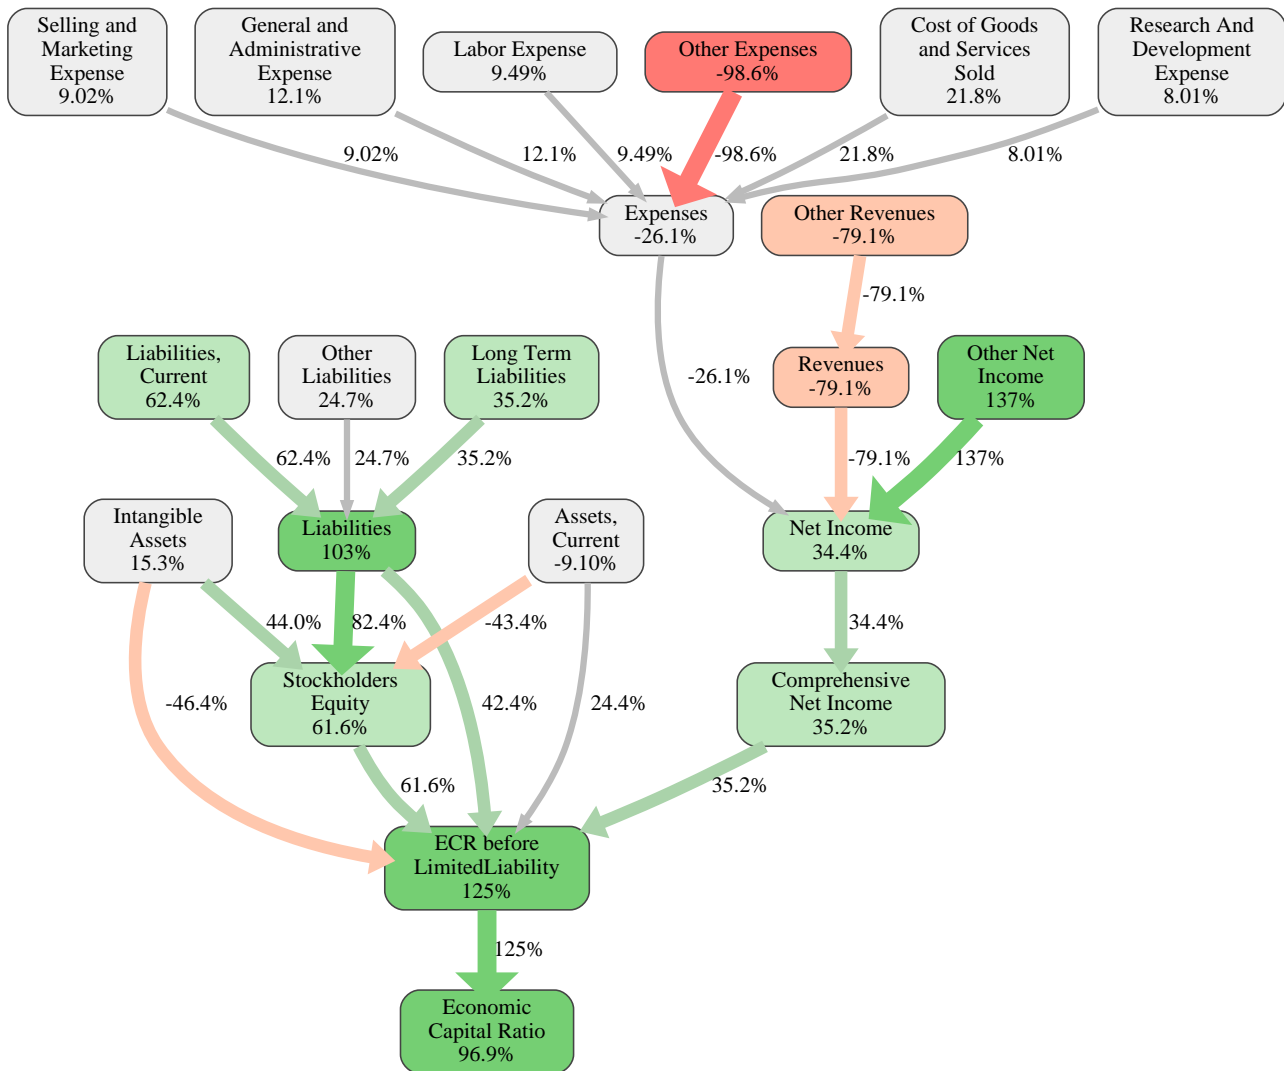 Selling and
Marketing
Expense
9.02%
General and
Administrative
Expense
12.1%
Labor Expense
9.49%
Other Expenses
-98.6%
Cost of Goods
and Services
Sold
21.8%
Research And
Development
Expense
8.01%
9.02%
12.1%
9.49%
-98.6%
21.8%
8.01%
Expenses
-26.1%
Other Revenues
-79.1%
-79.1%
Liabilities,
Current
62.4%
Other
Liabilities
24.7%
Long Term
Liabilities
35.2%
-26.1%
Revenues
-79.1%
Other Net
Income
137%
62.4%
24.7%
35.2%
-79.1%
137%
Intangible
Assets
15.3%
Liabilities
103%
Assets,
Current
-9.10%
Net Income
34.4%
44.0%
82.4%
-43.4%
34.4%
-46.4%
Stockholders
Equity
61.6%
42.4%
24.4%
Comprehensive
Net Income
35.2%
61.6%
35.2%
ECR before
LimitedLiability
125%
125%
Economic
Capital Ratio
96.9%